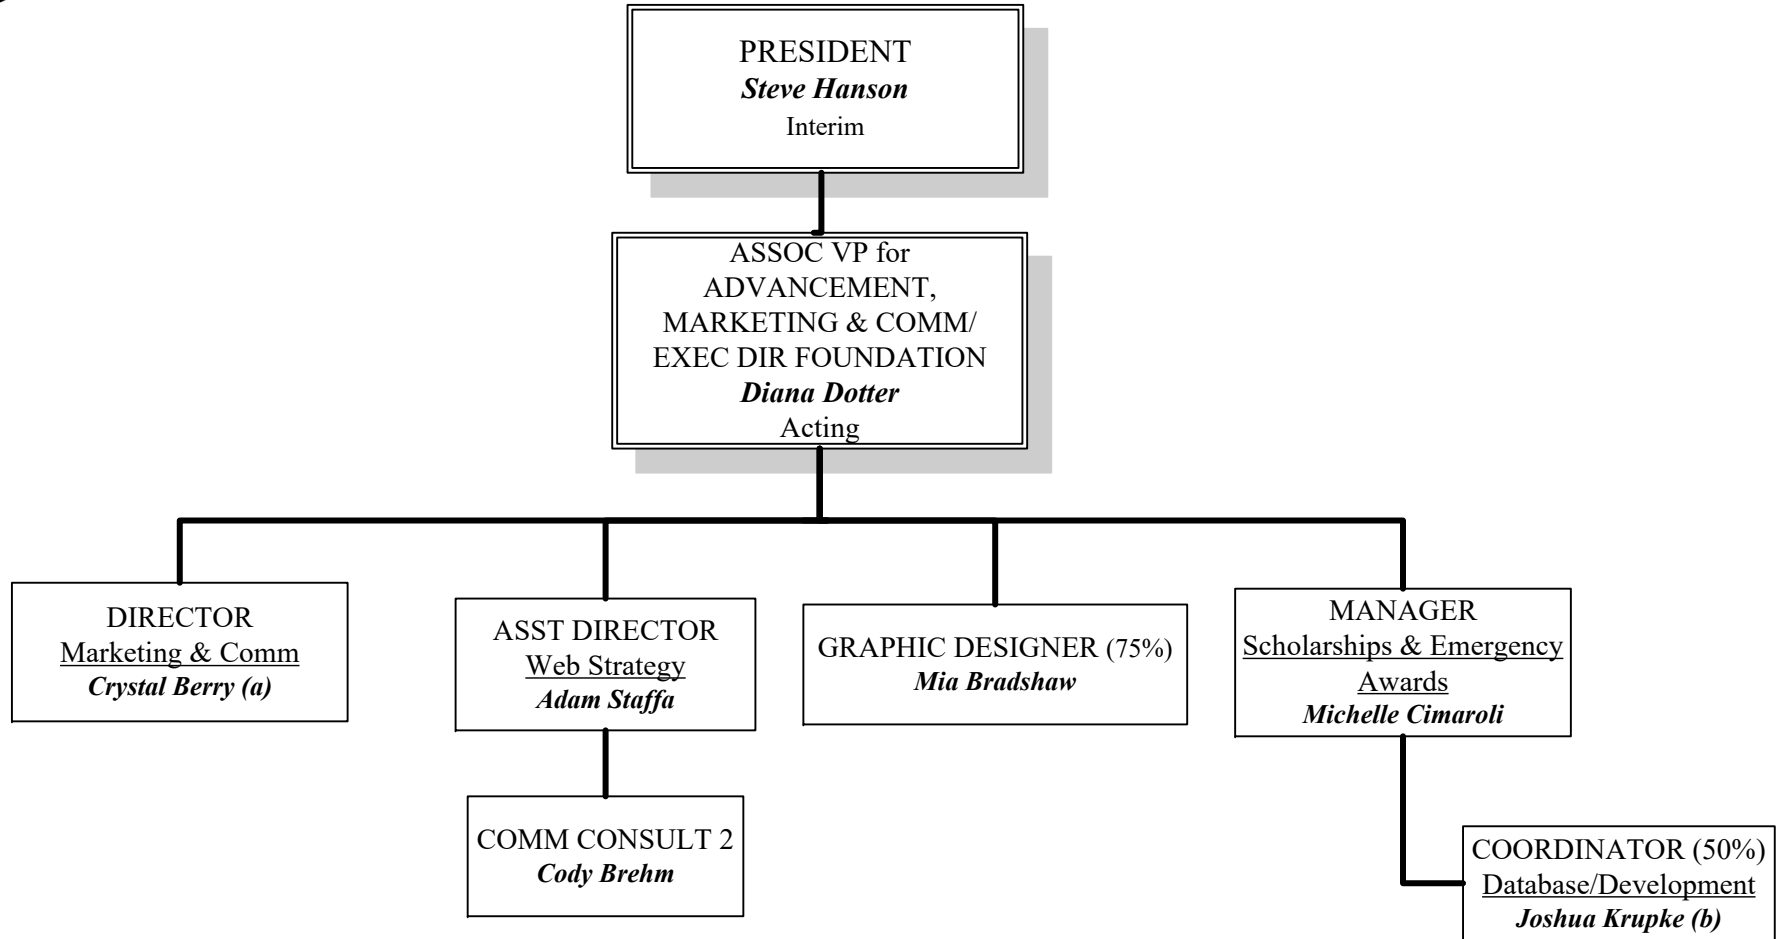 PRESIDENT
Steve Hanson
Interim
ASSOC VP for
ADVANCEMENT,
MARKETING & COMM/
EXEC DIR FOUNDATION
Diana Dotter
Acting
DIRECTOR
Marketing & Comm
Crystal Berry (a)
ASST DIRECTOR
Web Strategy
Adam Staffa
GRAPHIC DESIGNER (75%)
Mia Bradshaw
MANAGER
Scholarships & Emergency
Awards
Michelle Cimaroli
COMM CONSULT 2
Cody Brehm
COORDINATOR (50%)
Database/Development
Joshua Krupke (b)